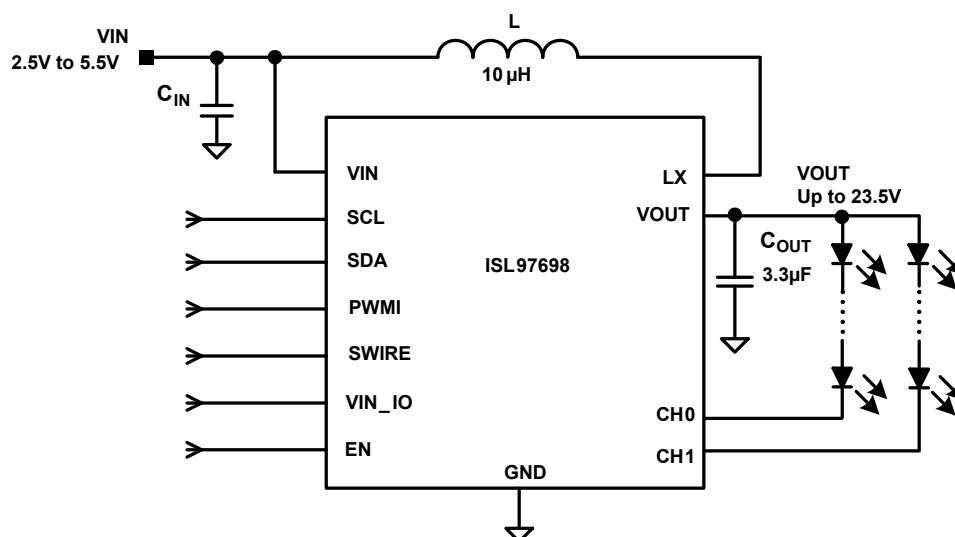 VIN
2.5V to 5.5V
L
10 µH
CIN
VIN
SCL
SDA
PWMI
SWIRE
VIN_IO
EN
ISL97698
GND
LX
VOUT
CH0
CH1
VOUT
Up to 23.5V
COUT
3.3µF